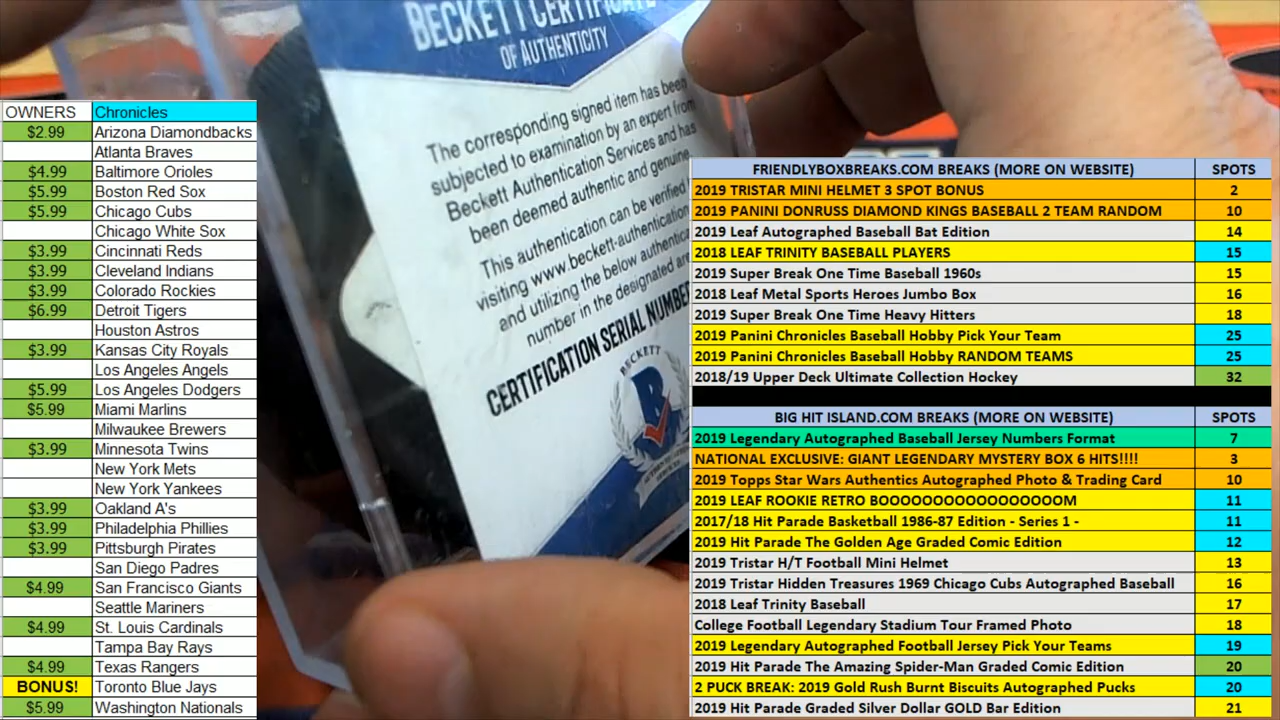 BECKETT CERTIFICATE
OF AUTHENTICITY
The corresponding signed item has been
subjected to examination by an expert from
Beckett Authentication Services and has
been deemed authentic and genuine.
This authentication can be verified
visiting www.beckett-authentication
and utilizing the below
number in the designated
CERTIFICATION SERIAL NUMBER
BECKETT
B
OWNERS Chronicles
$2.99 Arizona Diamondbacks
Atlanta Braves
$4.99 Baltimore Orioles
$5.99 Boston Red Sox
$5.99 Chicago Cubs
Chicago White Sox
$3.99 Cincinnati Reds
$3.99 Cleveland Indians
$3.99 Colorado Rockies
$6.99 Detroit Tigers
Houston Astros
$3.99 Kansas City Royals
Los Angeles Angels
$5.99 Los Angeles Dodgers
$5.99 Miami Marlins
Milwaukee Brewers
$3.99 Minnesota Twins
New York Mets
New York Yankees
$3.99 Oakland A's
$3.99 Philadelphia Phillies
$3.99 Pittsburgh Pirates
San Diego Padres
$4.99 San Francisco Giants
Seattle Mariners
$4.99 St. Louis Cardinals
Tampa Bay Rays
$4.99 Texas Rangers
BONUS! Toronto Blue Jays
$5.99 Washington Nationals
FRIENDLYBOXBREAKS.COM BREAKS (MORE ON WEBSITE) SPOTS
2019 TRISTAR MINI HELMET 3 SPOT BONUS 2
2019 PANINI DONRUSS DIAMOND KINGS BASEBALL 2 TEAM RANDOM 10
2019 Leaf Autographed Baseball Bat Edition 14
2018 LEAF TRINITY BASEBALL PLAYERS 15
2019 Super Break One Time Baseball 1960s 15
2018 Leaf Metal Sports Heroes Jumbo Box 16
2019 Super Break One Time Heavy Hitters 18
2019 Panini Chronicles Baseball Hobby Pick Your Team 25
2019 Panini Chronicles Baseball Hobby RANDOM TEAMS 25
2018/19 Upper Deck Ultimate Collection Hockey 32
BIG HIT ISLAND.COM BREAKS (MORE ON WEBSITE) SPOTS
2019 Legendary Autographed Baseball Jersey Numbers Format 7
NATIONAL EXCLUSIVE: GIANT LEGENDARY MYSTERY BOX 6 HITS!!!! 3
2019 Topps Star Wars Authentics Autographed Photo & Trading Card 10
2019 LEAF ROOKIE RETRO BOOOOOOOOOOOOOOOOOM 11
2017/18 Hit Parade Basketball 1986-87 Edition - Series 1 - 11
2019 Hit Parade The Golden Age Graded Comic Edition 12
2019 Tristar H/T Football Mini Helmet 13
2019 Tristar Hidden Treasures 1969 Chicago Cubs Autographed Baseball 16
2018 Leaf Trinity Baseball 17
College Football Legendary Stadium Tour Framed Photo 18
2019 Legendary Autographed Football Jersey Pick Your Teams 19
2019 Hit Parade The Amazing Spider-Man Graded Comic Edition 20
2 PUCK BREAK: 2019 Gold Rush Burnt Biscuits Autographed Pucks 20
2019 Hit Parade Graded Silver Dollar GOLD Bar Edition 21